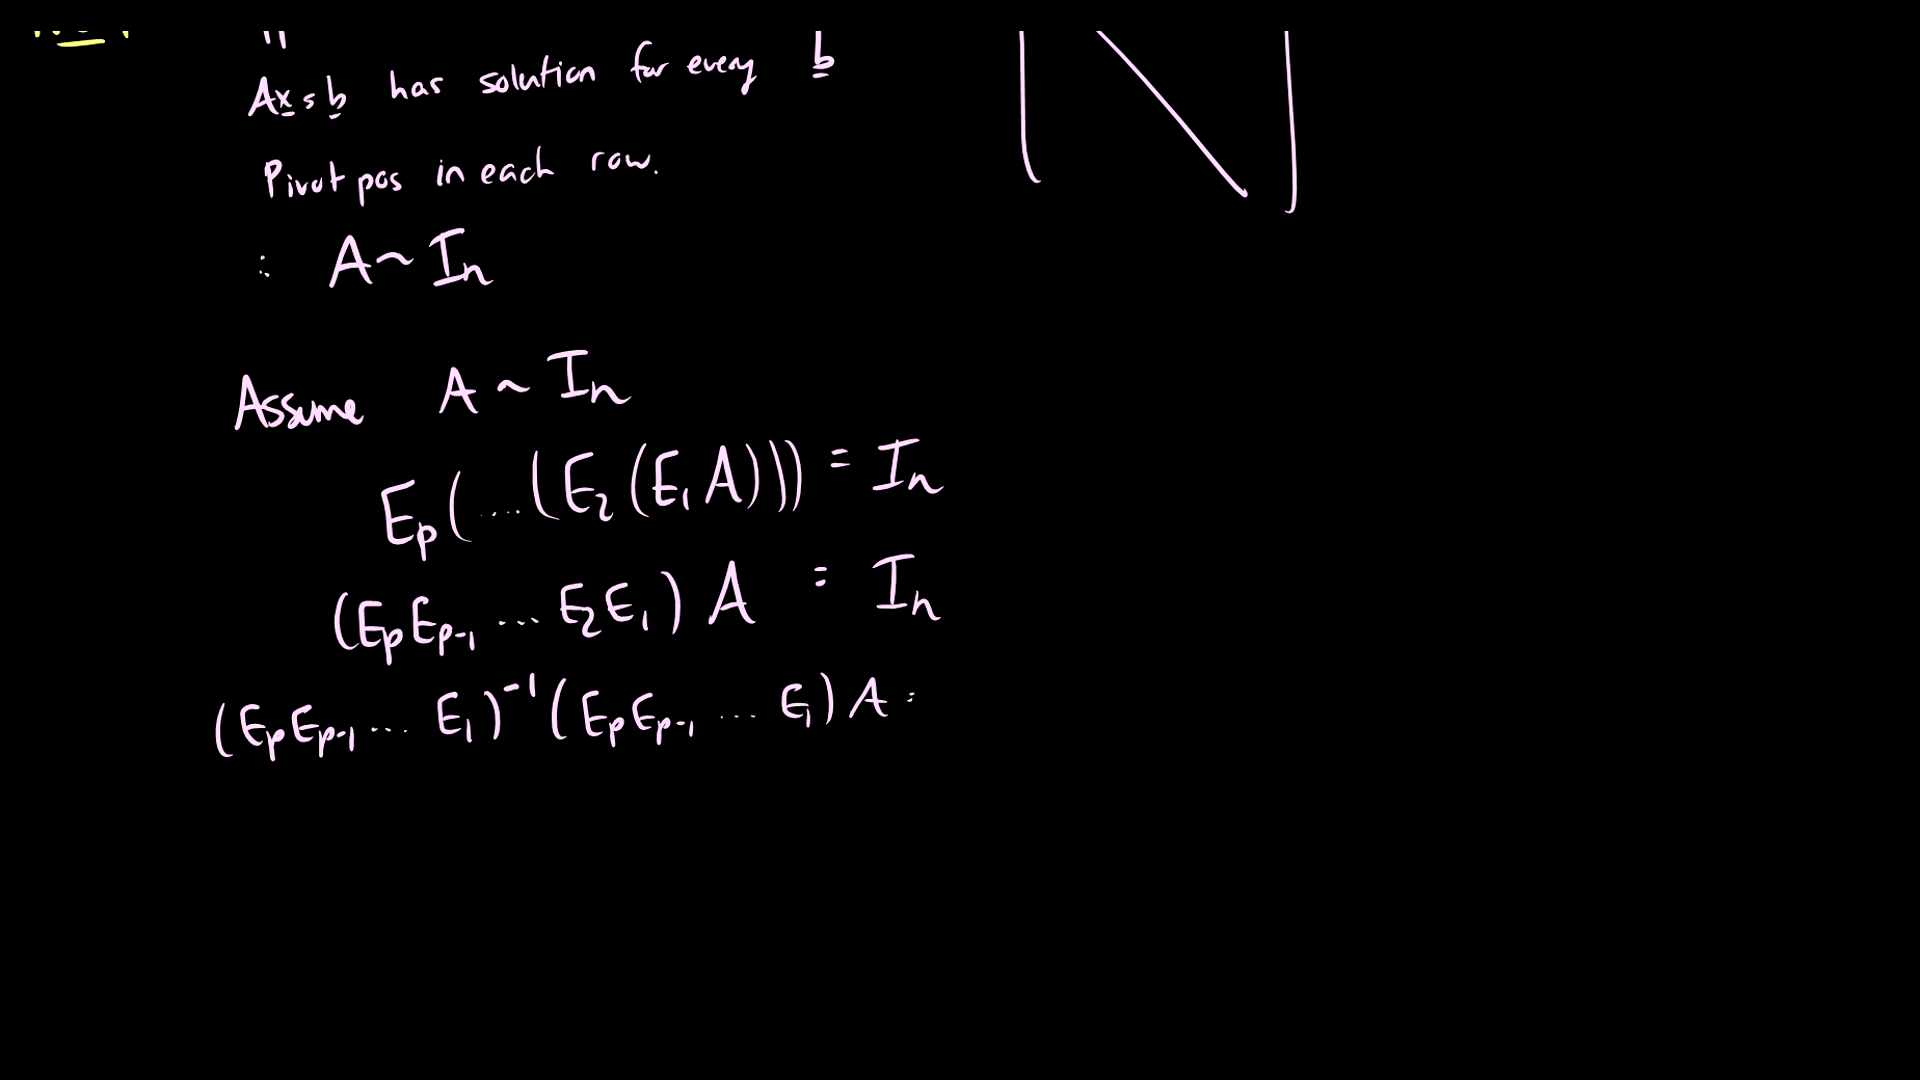 Ax = b has solution for every b
Pivot pos in each row.
∴ A ~ Iₙ
Assume A ~ Iₙ
Eₚ(...(E₂(E₁A))) = Iₙ
(EₚEₚ₋₁ ... E₂E₁) A = Iₙ
(EₚEₚ₋₁ ... E₁)⁻¹ (EₚEₚ₋₁ ... E₁) A =